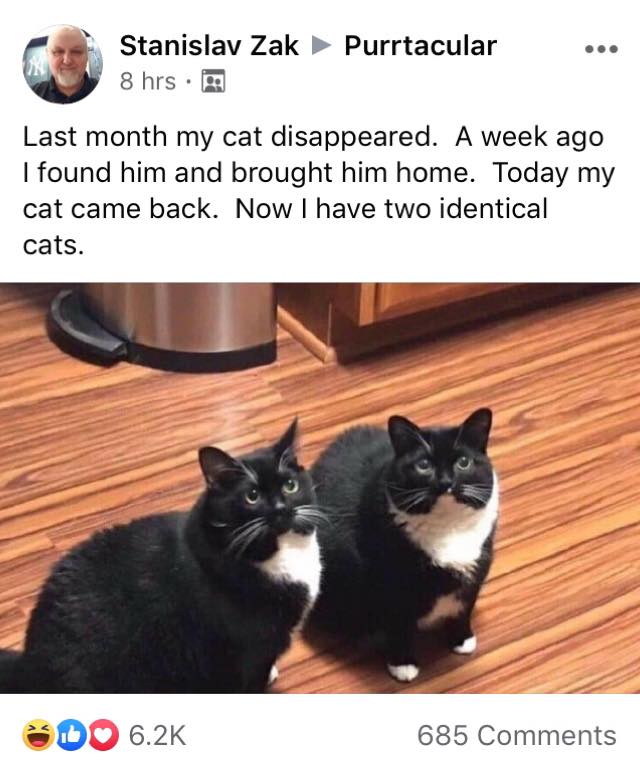 Stanislav Zak ▶ Purrtacular
8 hrs ·
Last month my cat disappeared.  A week ago
I found him and brought him home.  Today my
cat came back.  Now I have two identical
cats.
6.2K
685 Comments